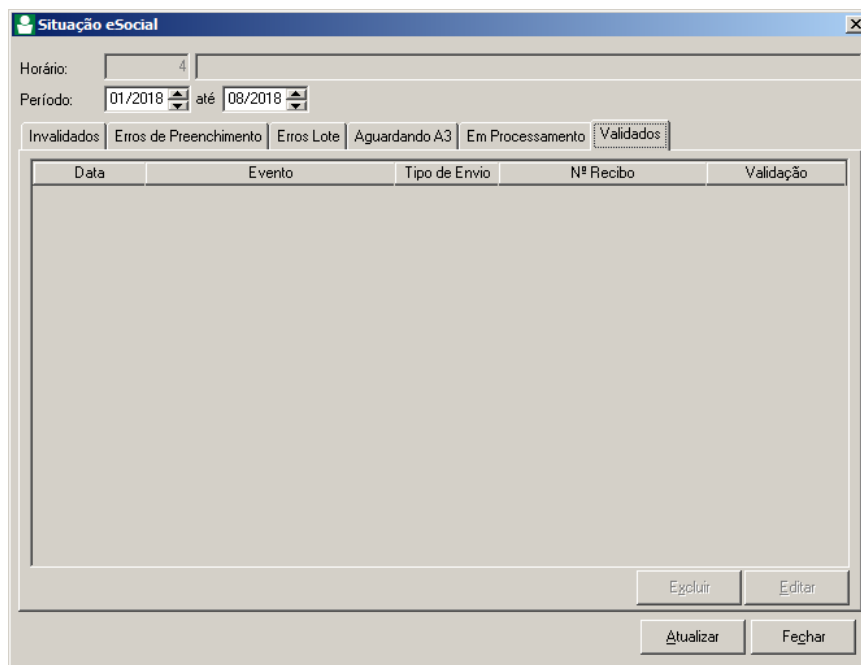 Situação eSocial
Horário: 4
Período: 01/2018 até 08/2018
Invalidados Erros de Preenchimento Erros Lote Aguardando A3 Em Processamento Validados
Data Evento Tipo de Envio Nº Recibo Validação
Excluir Editar
Atualizar Fechar